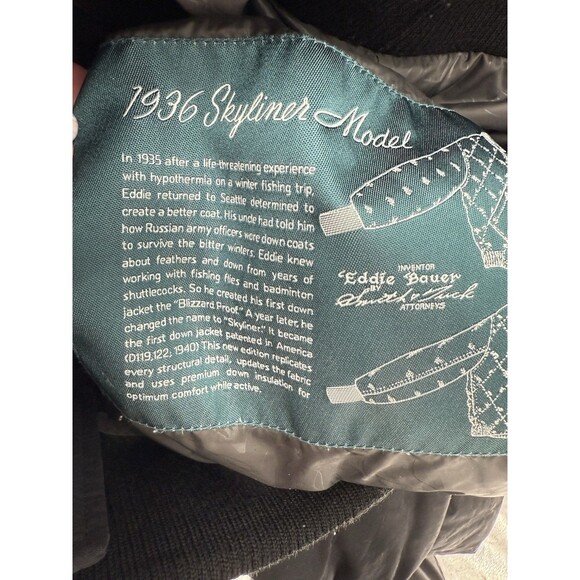 1936 Skyliner Model
In 1935 after a life-threatening experience
with hypothermia on a winter fishing trip,
Eddie returned to Seattle determined to
create a better coat. His uncle had told him
how Russian army officers wore down coats
to survive the bitter winters. Eddie knew
about feathers and down from years of
working with fishing flies and badminton
shuttlecocks. So he created his first down
jacket the "Blizzard Proof." A year later, he
changed the name to "Skyliner." It became
the first down jacket patented in America
(D119,122; 1940) This new edition replicates
every structural detail, updates the fabric
and uses premium down insulation for
optimum comfort while active.
INVENTOR
Eddie Bauer
BY
Smith & Tuck
ATTORNEYS